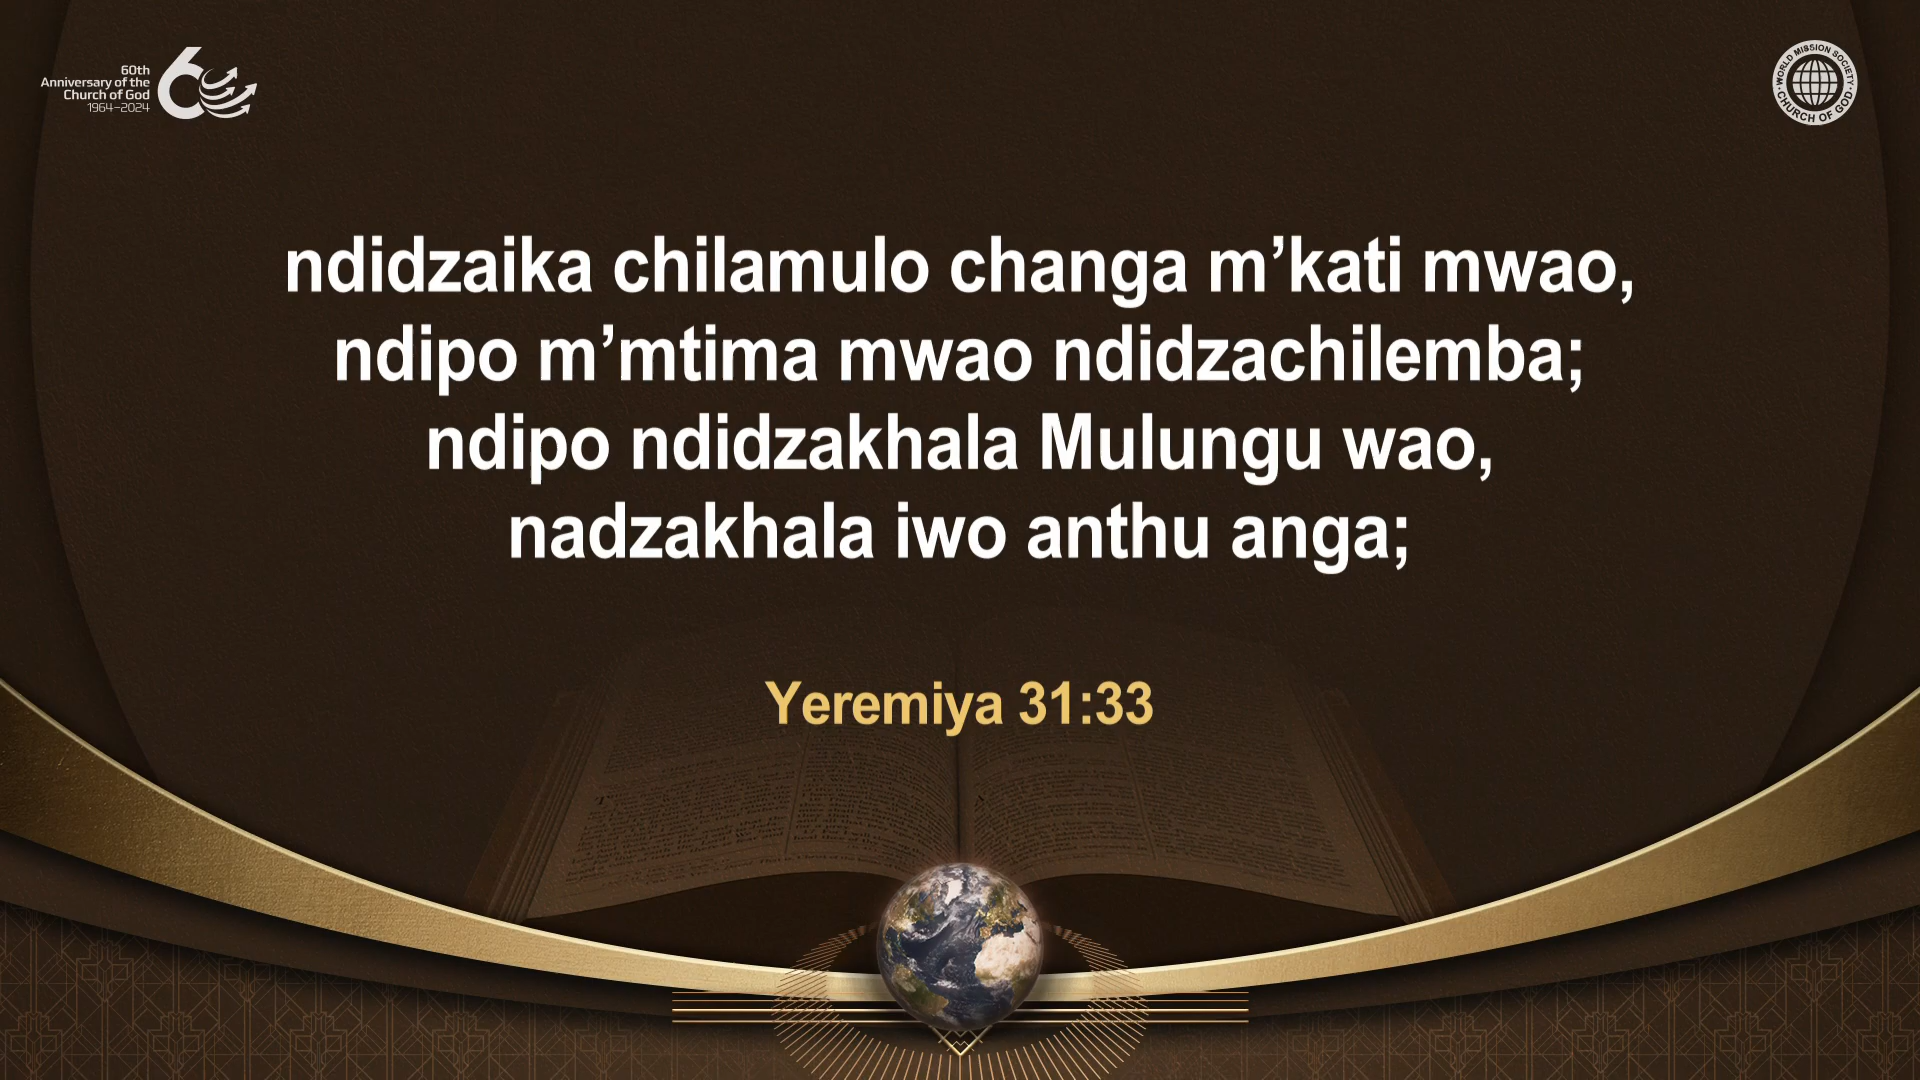 60th
Anniversary of the
Church of God
1964–2024
WORLD MISSION SOCIETY
CHURCH OF GOD
ndidzaika chilamulo changa m’kati mwao,
ndipo m’mtima mwao ndidzachilemba;
ndipo ndidzakhala Mulungu wao,
nadzakhala iwo anthu anga;
Yeremiya 31:33